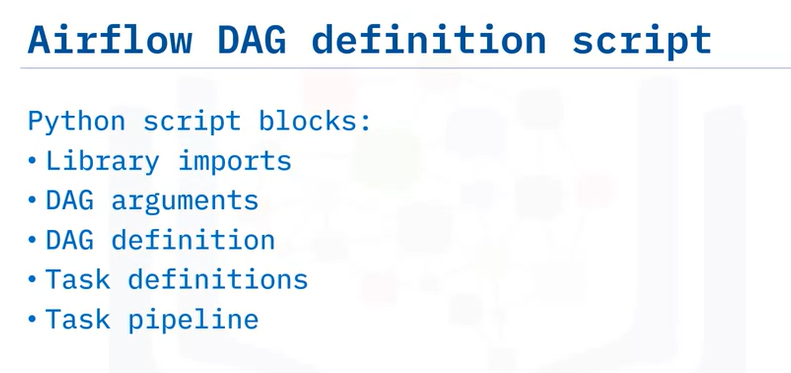 Airflow DAG definition script
Python script blocks:
• Library imports
• DAG arguments
• DAG definition
• Task definitions
• Task pipeline